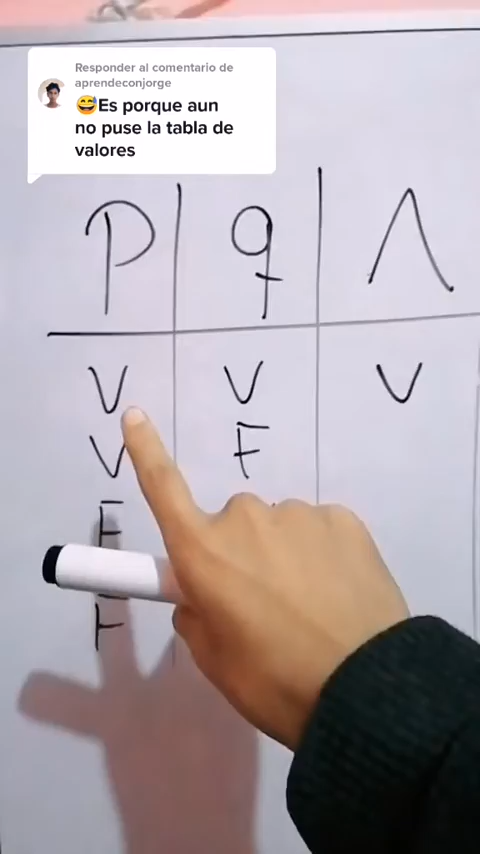 Responder al comentario de
aprendeconjorge
😅Es porque aun
no puse la tabla de
valores
p q ∧
V V V
V F
F
F